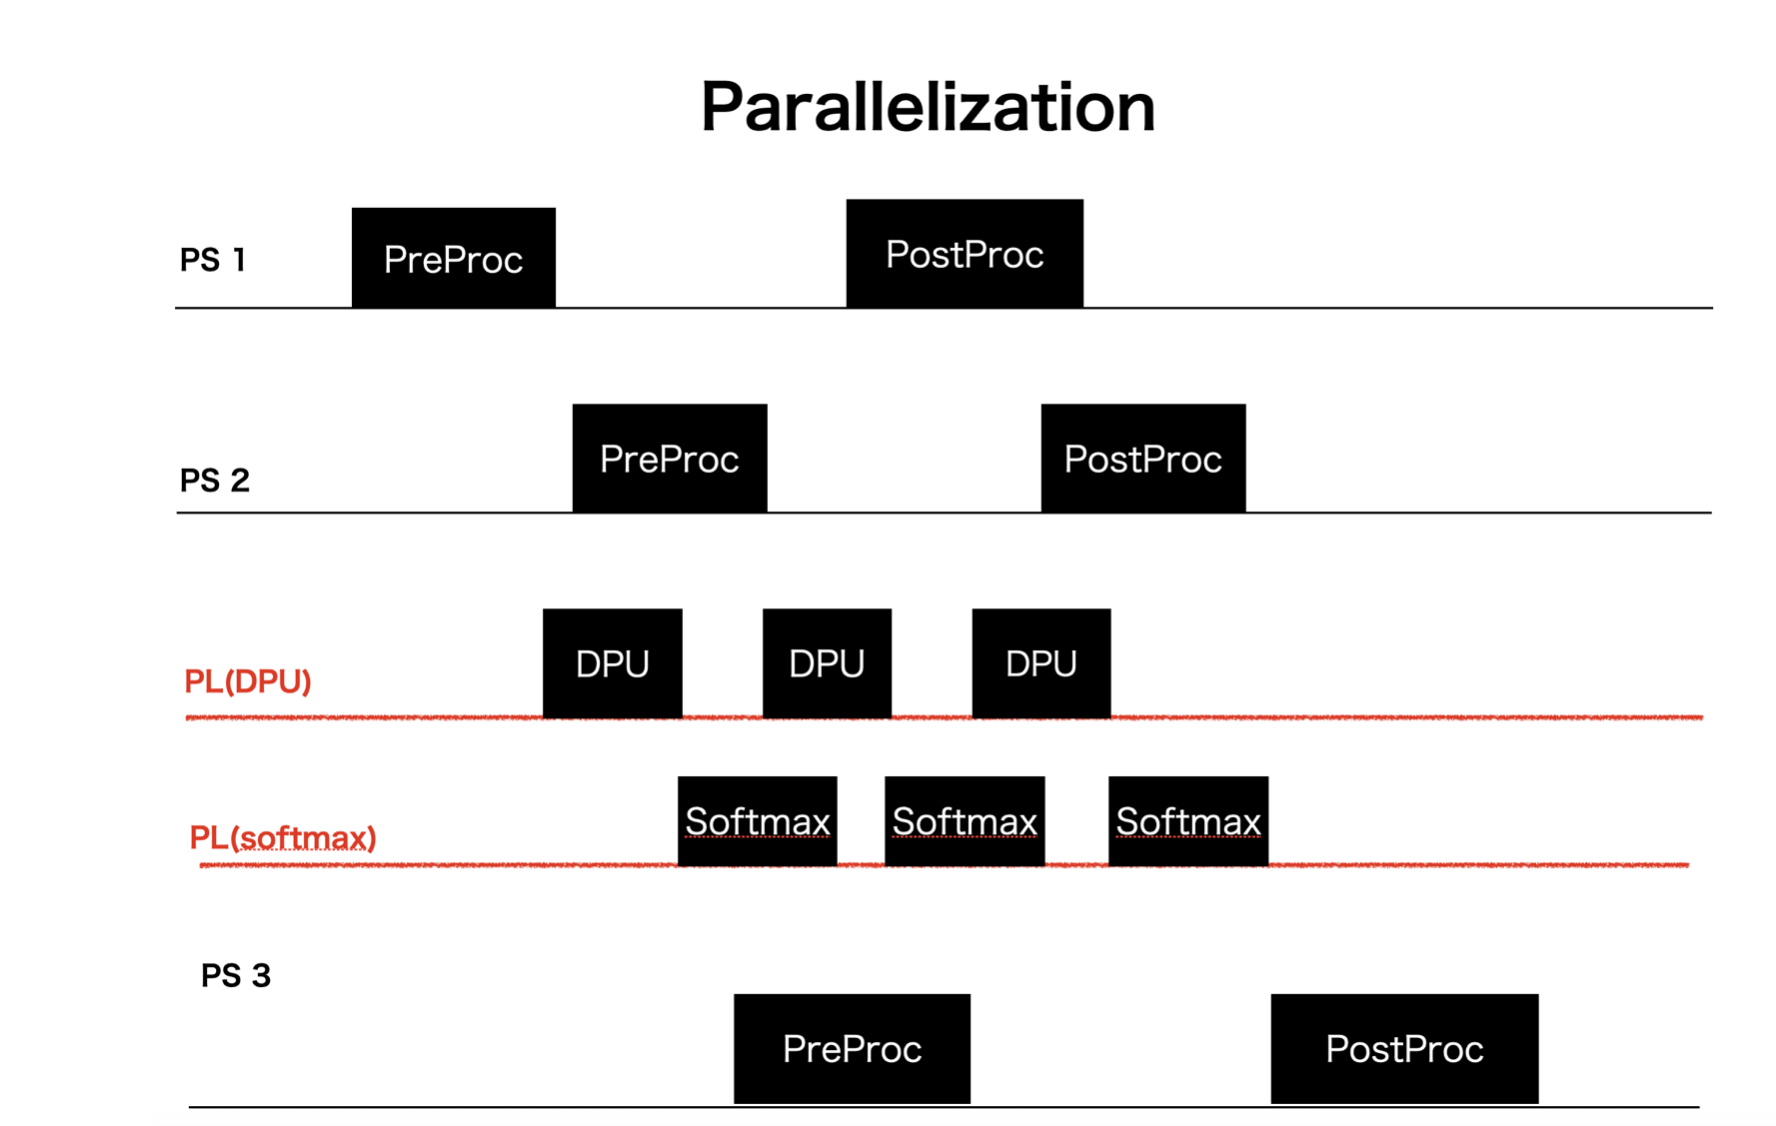 Parallelization
PS 1
PreProc
PostProc
PS 2
PreProc
PostProc
PL(DPU)
DPU
DPU
DPU
PL(softmax)
Softmax
Softmax
Softmax
PS 3
PreProc
PostProc